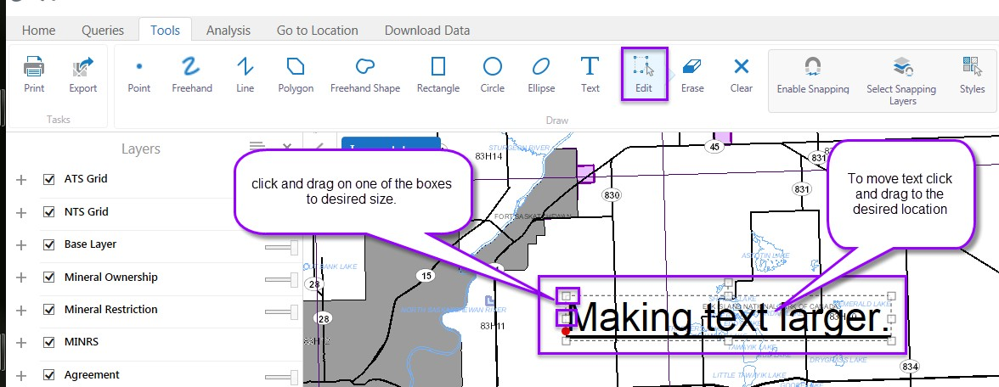 Home Queries Tools Analysis Go to Location Download Data
Print Export Point Freehand Line Polygon Freehand Shape Rectangle Circle Ellipse Text Edit Erase Clear Enable Snapping Select Snapping Layers Styles
Tasks Draw
Layers
ATS Grid
NTS Grid
Base Layer
Mineral Ownership
Mineral Restriction
MINRS
Agreement
click and drag on one of the boxes
to desired size.
To move text click
and drag to the
desired location
STURGEON RIVER
83H14
45
831
830
831
FORT SASKATCHEWAN
ASTOTIN LAKE
28
15
28
NORTH SASKATCHEWAN RIVER
83H11
ELK ISLAND NATIONAL PARK OF CANADA
EMERALD LAKE
Making text larger.
TAWAYIK LAKE
DRYGRASS LAKE
834
LITTLE TAWAYIK LAKE